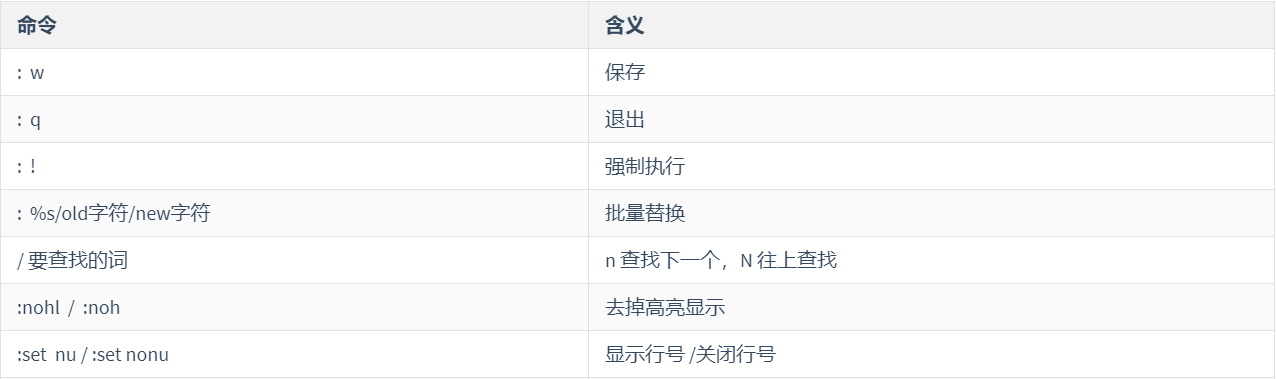 命令 含义
: w 保存
: q 退出
: ! 强制执行
: %s/old字符/new字符 批量替换
/ 要查找的词 n 查找下一个，N 往上查找
:nohl / :noh 去掉高亮显示
:set nu / :set nonu 显示行号 /关闭行号